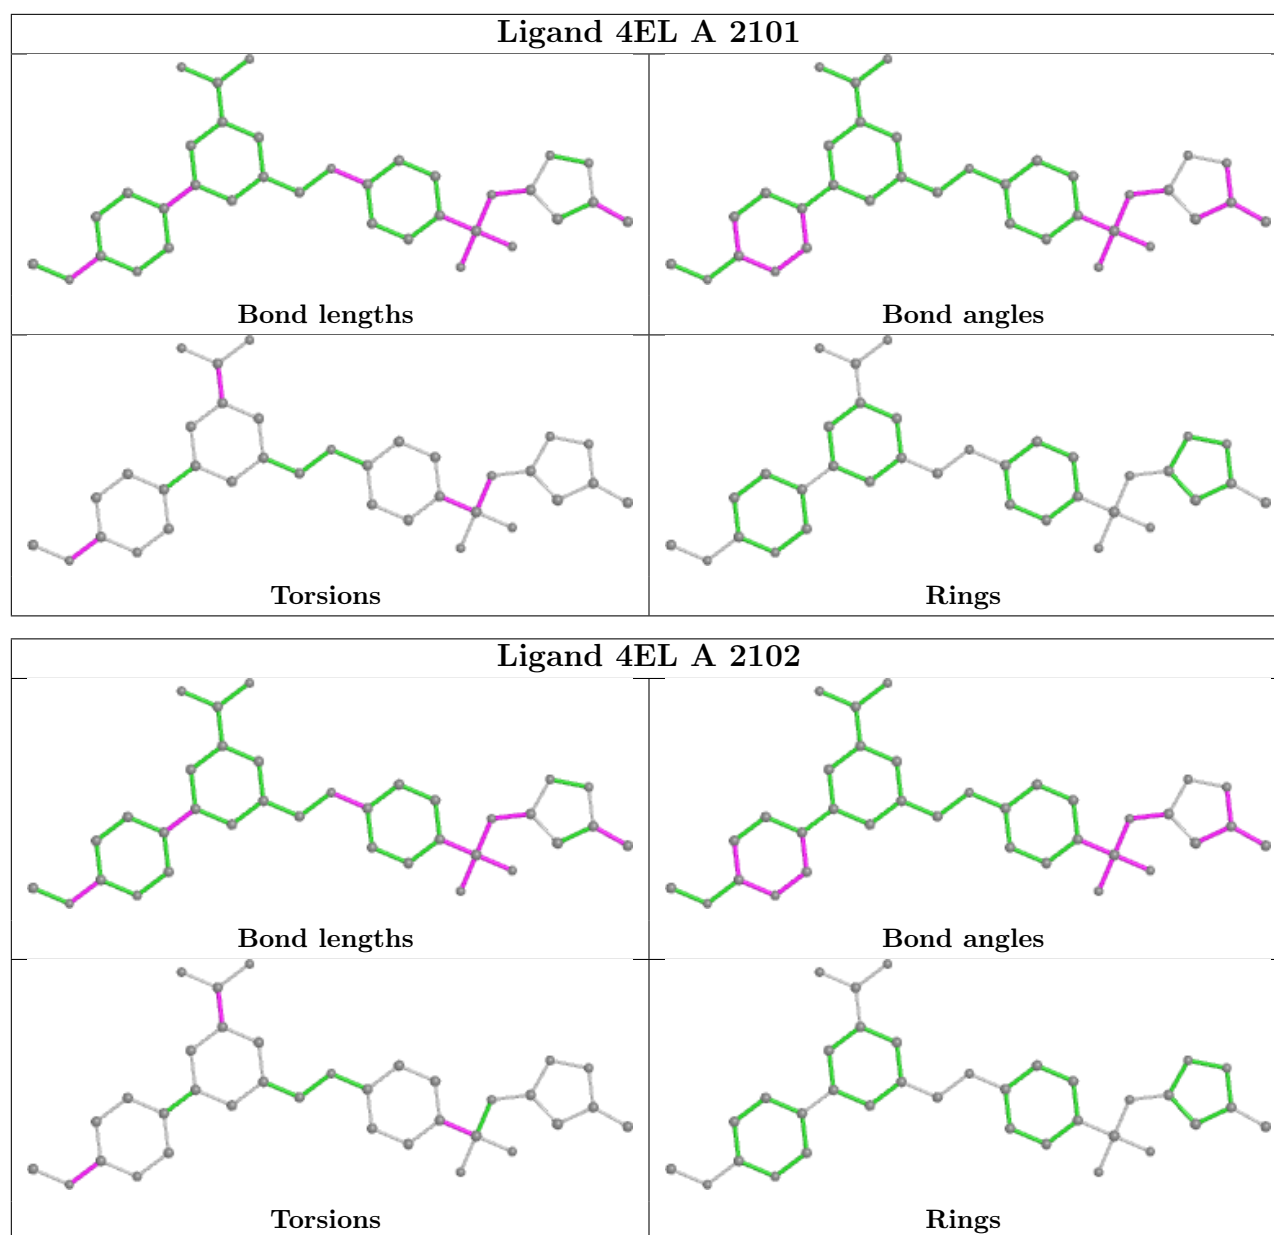 Ligand 4EL A 2101
Bond lengths
Bond angles
Torsions
Rings
Ligand 4EL A 2102
Bond lengths
Bond angles
Torsions
Rings